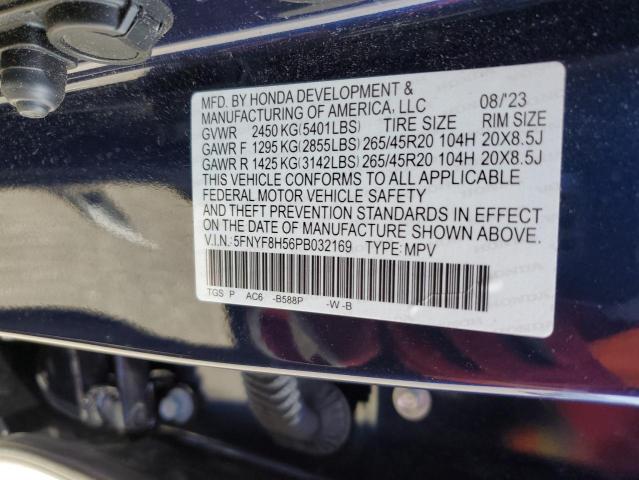 MFD. BY HONDA DEVELOPMENT &
MANUFACTURING OF AMERICA, LLC 08/'23
GVWR 2450 KG(5401LBS) TIRE SIZE RIM SIZE
GAWR F 1295 KG(2855LBS) 265/45R20 104H 20X8.5J
GAWR R 1425 KG(3142LBS) 265/45R20 104H 20X8.5J
THIS VEHICLE CONFORMS TO ALL APPLICABLE
FEDERAL MOTOR VEHICLE SAFETY
AND THEFT PREVENTION STANDARDS IN EFFECT
ON THE DATE OF MANUFACTURE SHOWN ABOVE.
V.I.N.:5FNYF8H56PB032169 TYPE:MPV
TGS P AC6 -B588P -W -B